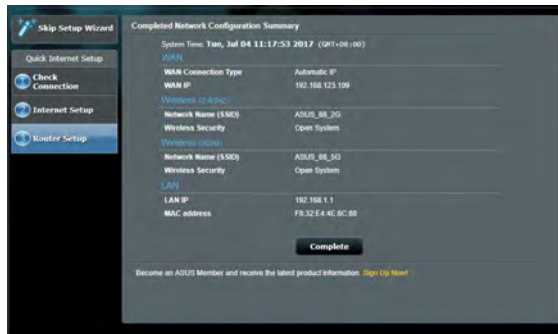 Skip Setup Wizard
Quick Internet Setup
1 Check
Connection
2 Internet Setup
3 Router Setup
Completed Network Configuration Summary
System Time: Tue, Jul 04 11:17:53 2017 (GMT+08:00)
WAN
WAN Connection Type Automatic IP
WAN IP 192.168.123.109
Wireless (2.4GHz)
Network Name (SSID) ASUS_88_2G
Wireless Security Open System
Wireless (5GHz)
Network Name (SSID) ASUS_88_5G
Wireless Security Open System
LAN
LAN IP 192.168.1.1
MAC address F8:32:E4:4E:8C:88
Complete
Become an ASUS Member and receive the latest product information. Sign Up Now!